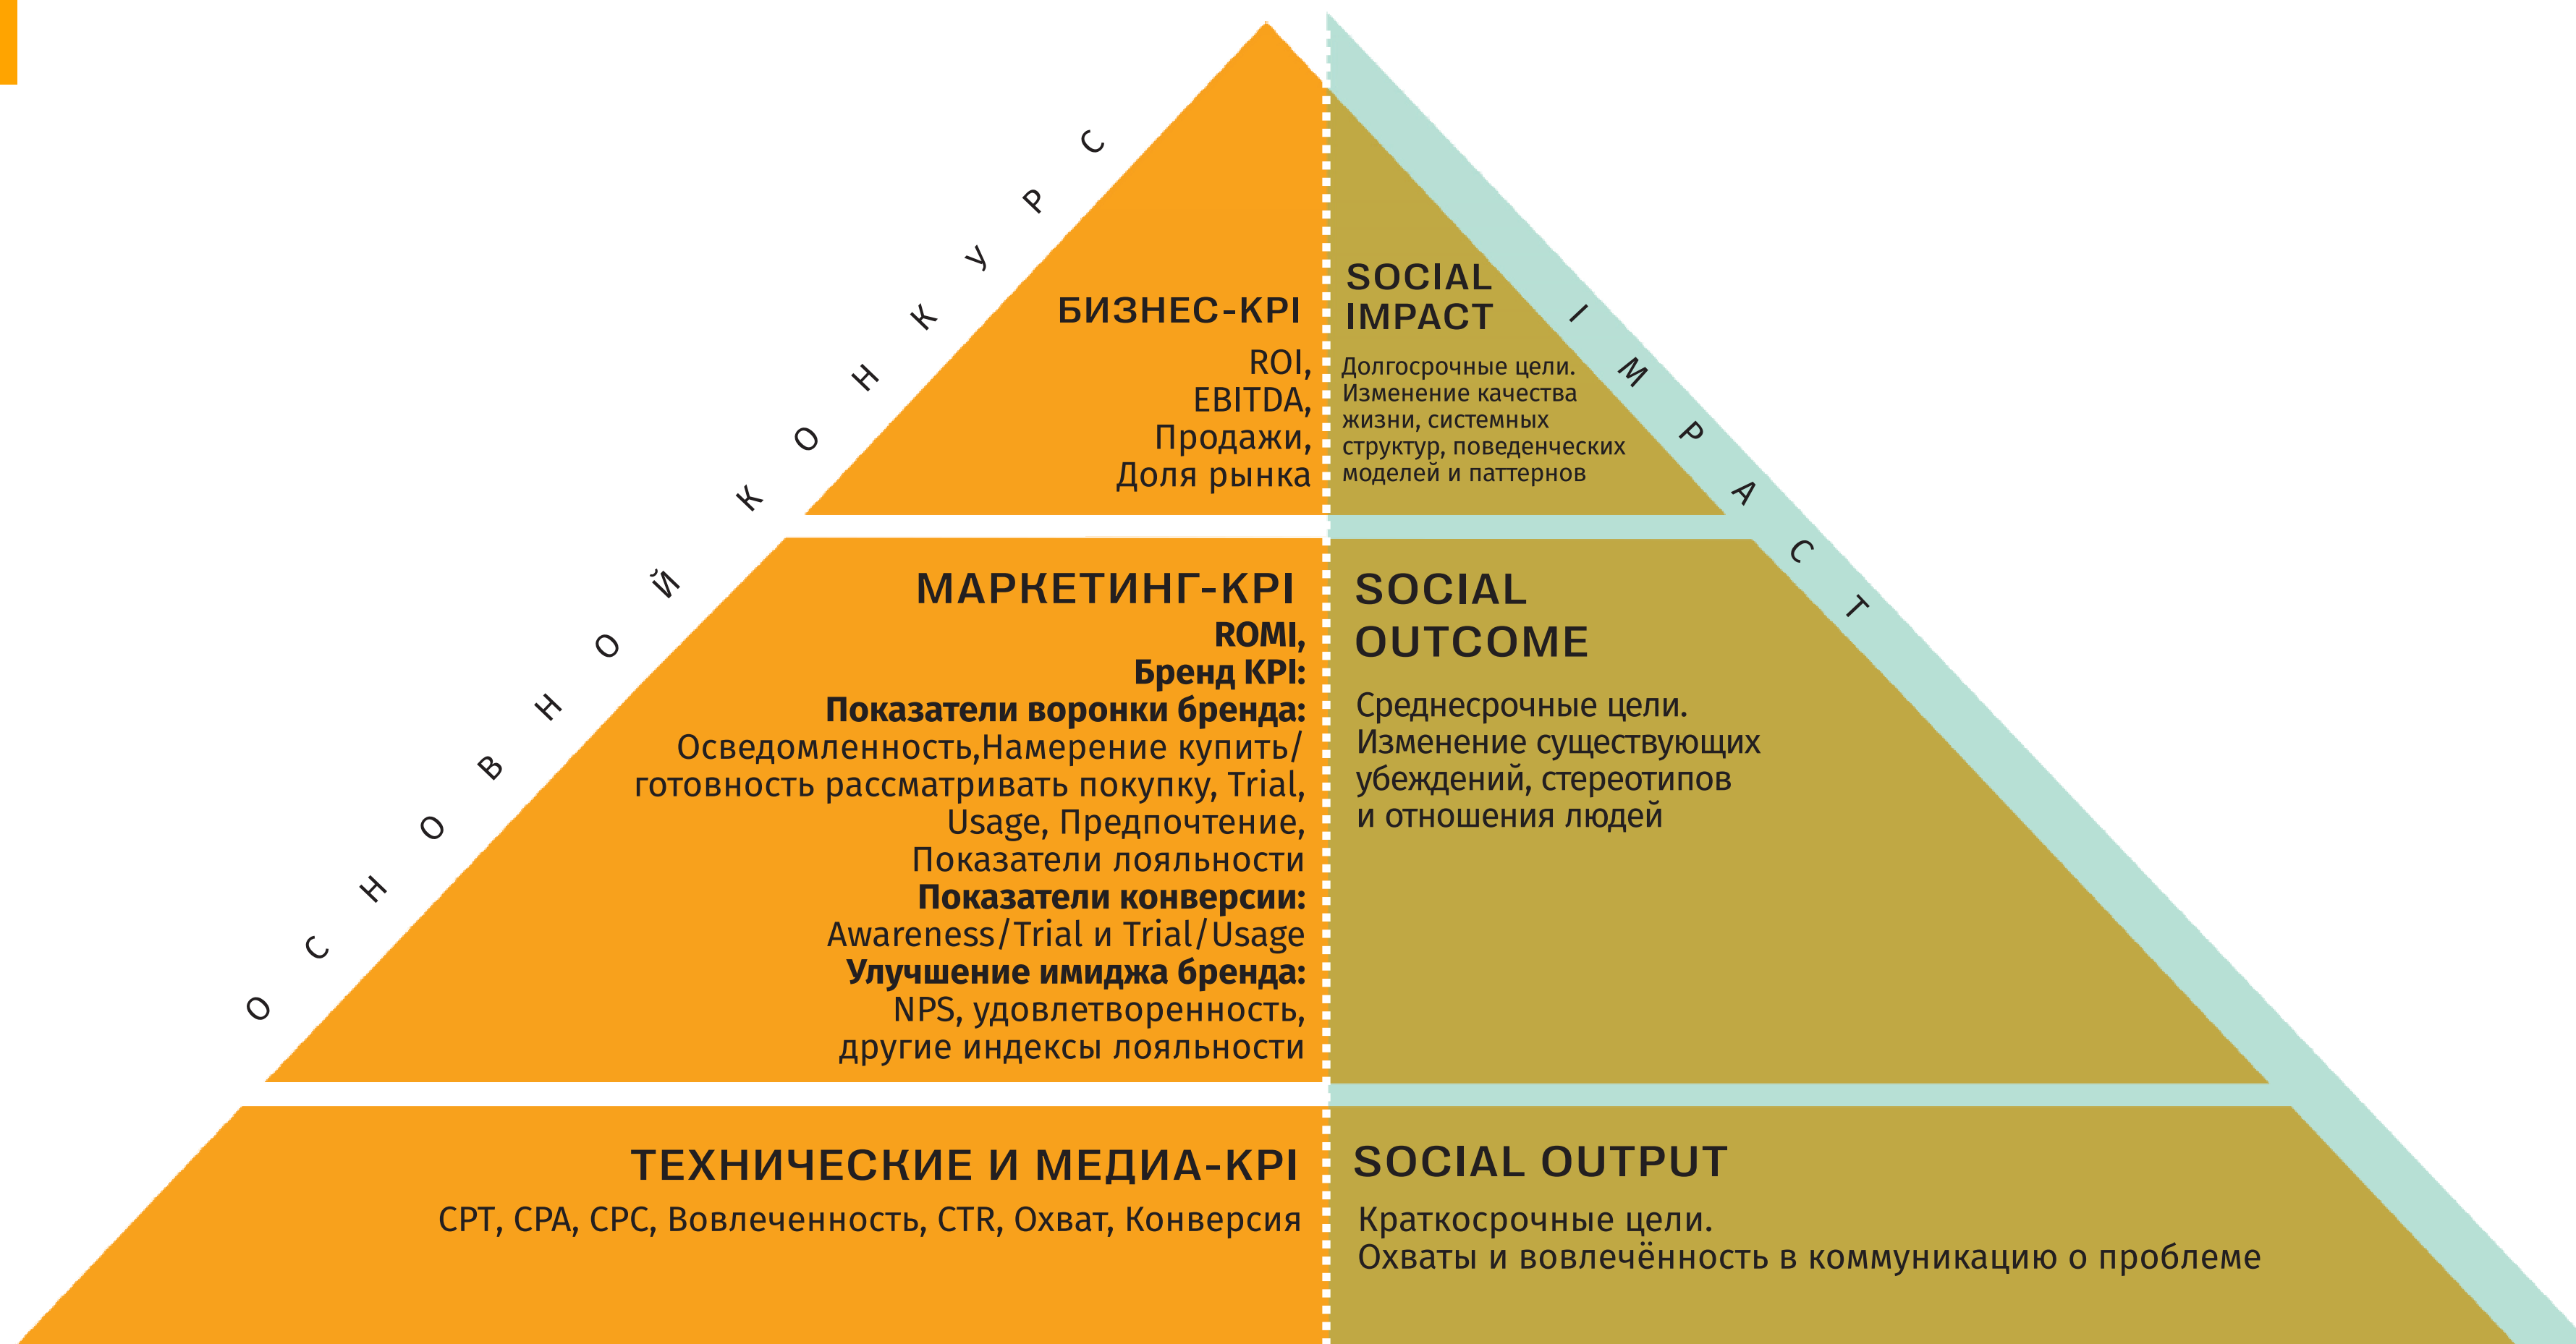 ОСНОВНОЙ КОНКУРС
БИЗНЕС-KPI
ROI,
EBITDA,
Продажи,
Доля рынка
SOCIAL
IMPACT
Долгосрочные цели.
Изменение качества
жизни, системных
структур, поведенческих
моделей и паттернов
IMPACT
МАРКЕТИНГ-KPI
ROMI,
Бренд KPI:
Показатели воронки бренда:
Осведомленность,Намерение купить/
готовность рассматривать покупку, Trial,
Usage, Предпочтение,
Показатели лояльности
Показатели конверсии:
Awareness/Trial и Trial/Usage
Улучшение имиджа бренда:
NPS, удовлетворенность,
другие индексы лояльности
SOCIAL
OUTCOME
Среднесрочные цели.
Изменение существующих
убеждений, стереотипов
и отношения людей
ТЕХНИЧЕСКИЕ И МЕДИА-KPI
CPT, CPA, CPC, Вовлеченность, CTR, Охват, Конверсия
SOCIAL OUTPUT
Краткосрочные цели.
Охваты и вовлечённость в коммуникацию о проблеме